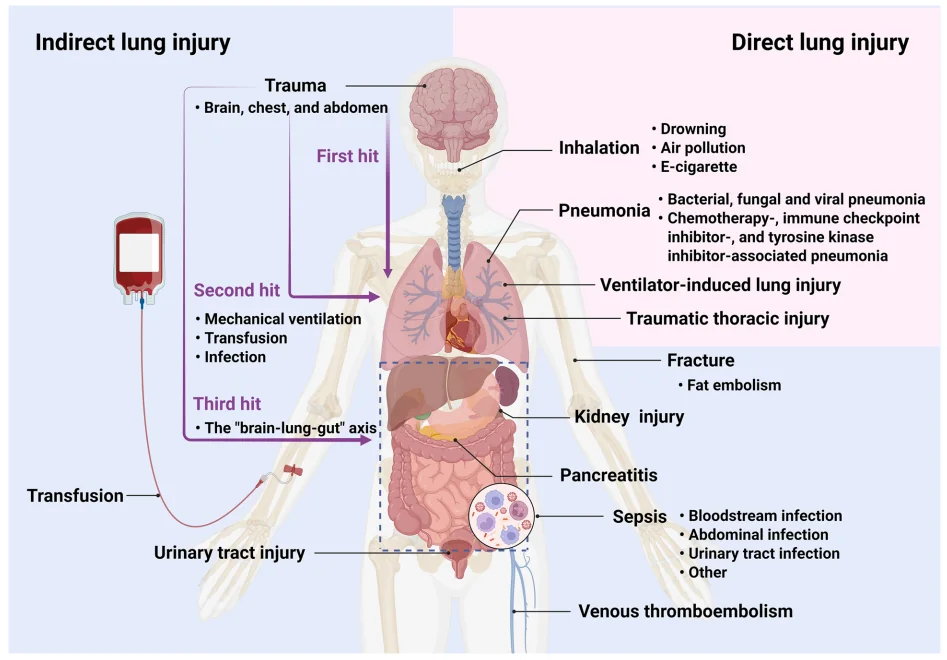 Indirect lung injury
Direct lung injury
Trauma
• Brain, chest, and abdomen
First hit
Second hit
• Mechanical ventilation
• Transfusion
• Infection
Third hit
• The "brain-lung-gut" axis
Transfusion
Urinary tract injury
Inhalation
• Drowning
• Air pollution
• E-cigarette
Pneumonia
• Bacterial, fungal and viral pneumonia
• Chemotherapy-, immune checkpoint
inhibitor-, and tyrosine kinase
inhibitor-associated pneumonia
Ventilator-induced lung injury
Traumatic thoracic injury
Fracture
• Fat embolism
Kidney injury
Pancreatitis
Sepsis
• Bloodstream infection
• Abdominal infection
• Urinary tract infection
• Other
Venous thromboembolism